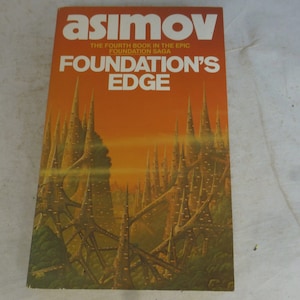 asimov
THE FOURTH BOOK IN THE EPIC
FOUNDATION SAGA
FOUNDATION'S
EDGE